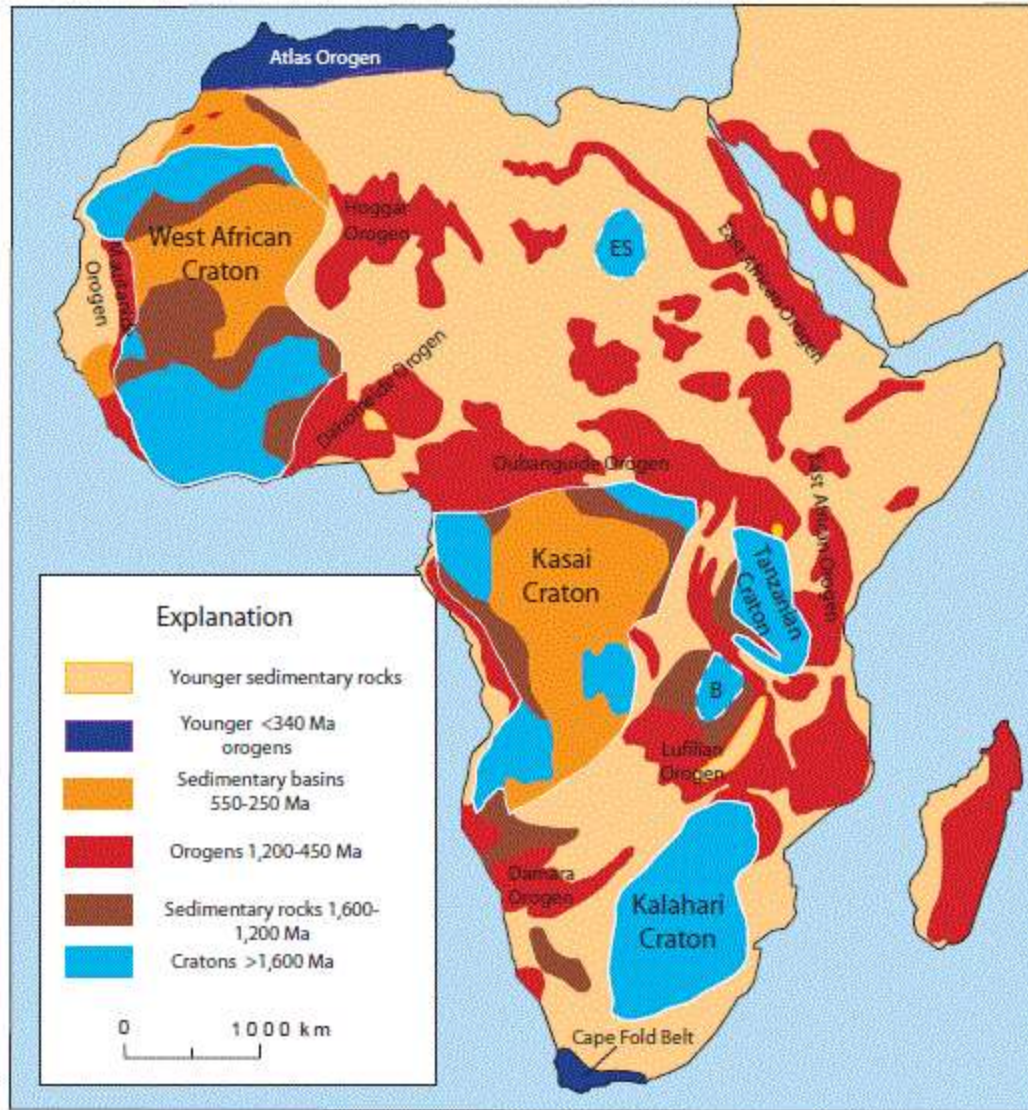 Atlas Orogen
West African
Craton
Mauritanide
Orogen
Hoggar
Orogen
ES
East African Orogen
Dahomeide Orogen
Oubanguide Orogen
East African Orogen
Kasai
Craton
Tanzanian
Craton
B
Lufilian
Orogen
Damara
Orogen
Kalahari
Craton
Cape Fold Belt
Explanation
Younger sedimentary rocks
Younger <340 Ma
orogens
Sedimentary basins
550-250 Ma
Orogens 1,200-450 Ma
Sedimentary rocks 1,600-
1,200 Ma
Cratons >1,600 Ma
0 1000 km